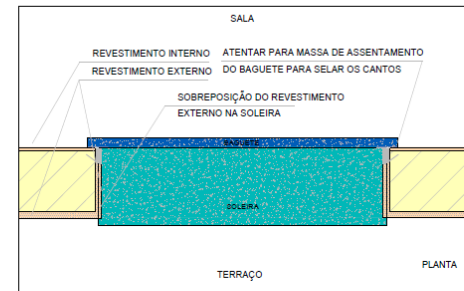 SALA
REVESTIMENTO INTERNO
REVESTIMENTO EXTERNO
ATENTAR PARA MASSA DE ASSENTAMENTO
DO BAGUETE PARA SELAR OS CANTOS
SOBREPOSIÇÃO DO REVESTIMENTO
EXTERNO NA SOLEIRA
BAGUETE
SOLEIRA
TERRAÇO
PLANTA